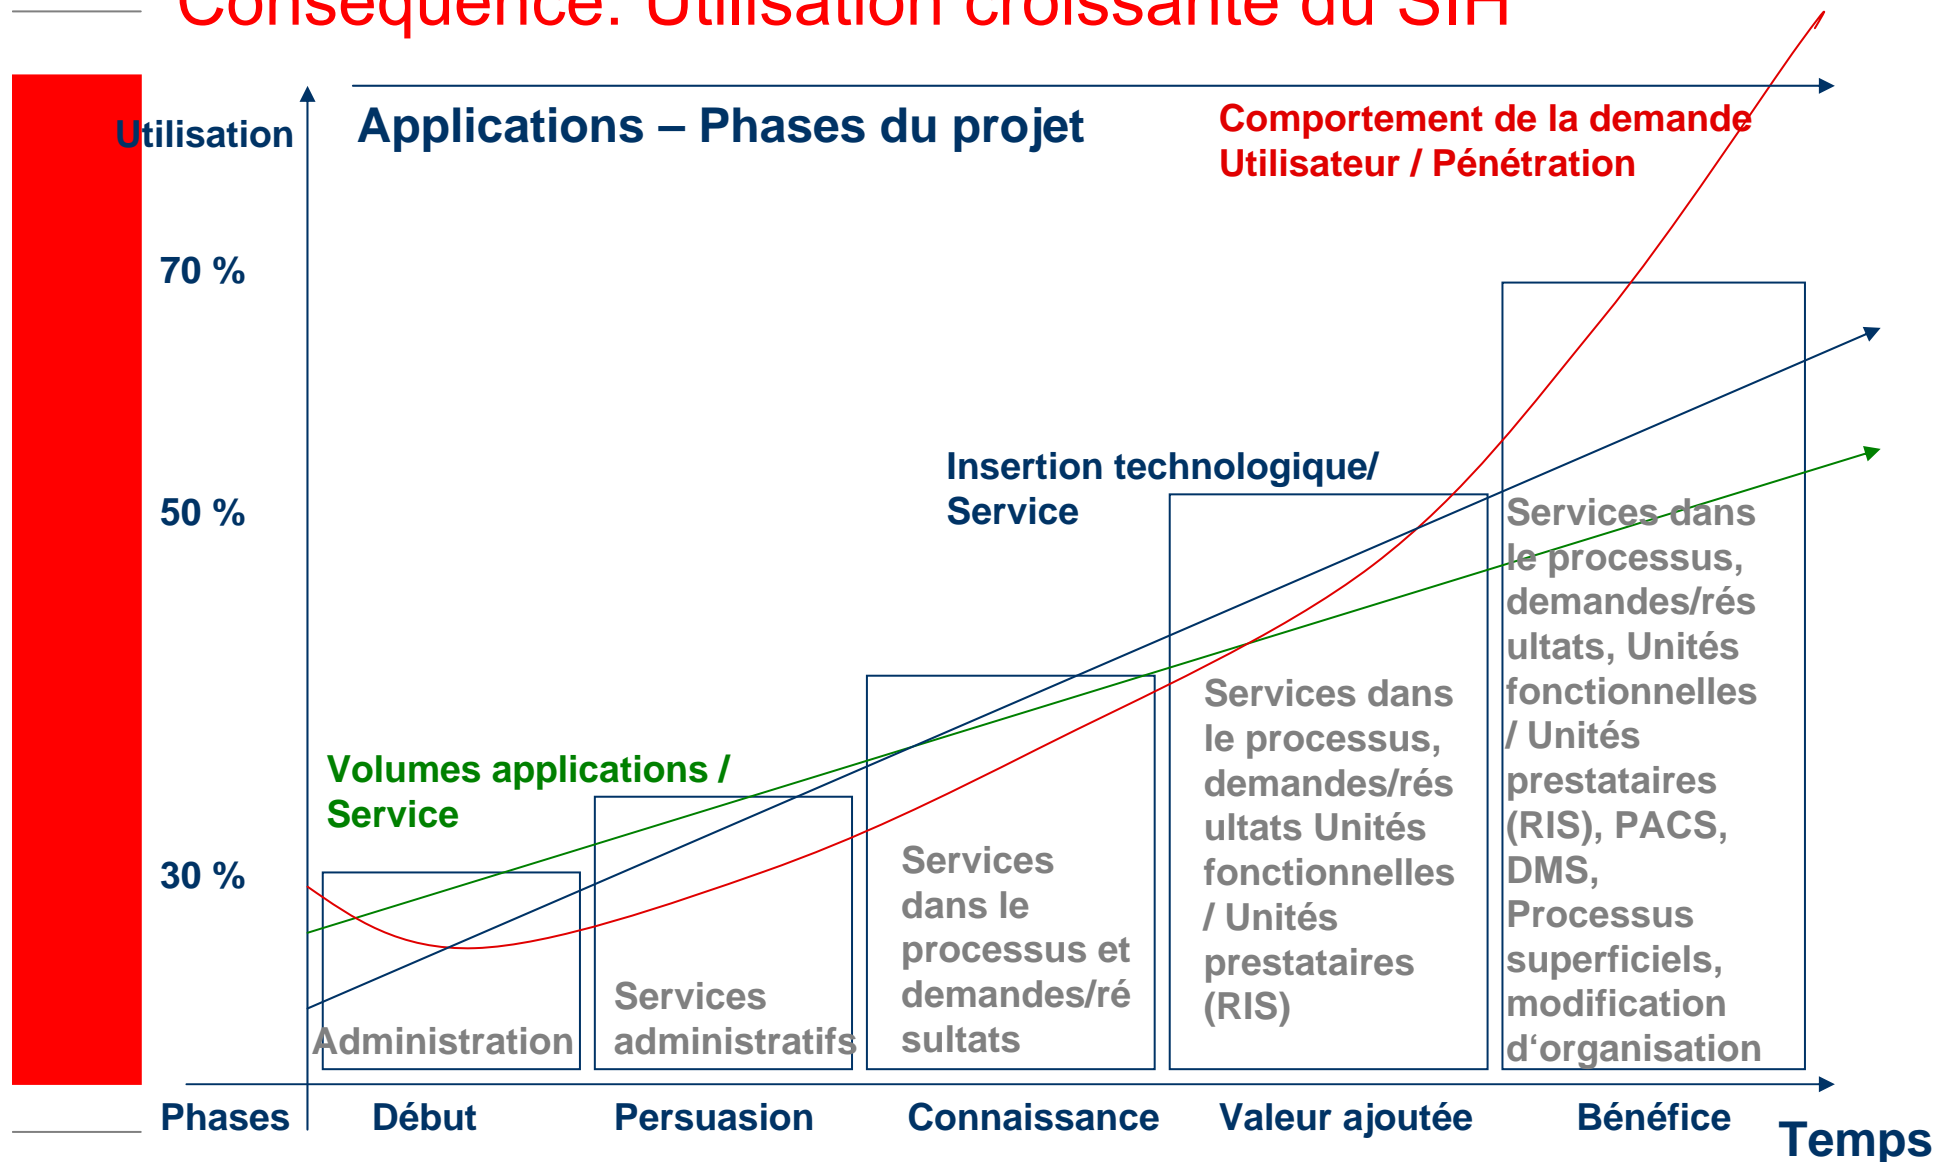 Conséquence: Utilisation croissante du SIH
Utilisation
Applications – Phases du projet
Comportement de la demande
Utilisateur / Pénétration
70 %
50 %
30 %
Insertion technologique/
Service
Volumes applications /
Service
Administration
Services
administratifs
Services
dans le
processus et
demandes/ré
sultats
Services dans
le processus,
demandes/rés
ultats Unités
fonctionnelles
/ Unités
prestataires
(RIS)
Services dans
le processus,
demandes/rés
ultats, Unités
fonctionnelles
/ Unités
prestataires
(RIS), PACS,
DMS,
Processus
superficiels,
modification
d‘organisation
Phases
Début
Persuasion
Connaissance
Valeur ajoutée
Bénéfice
Temps